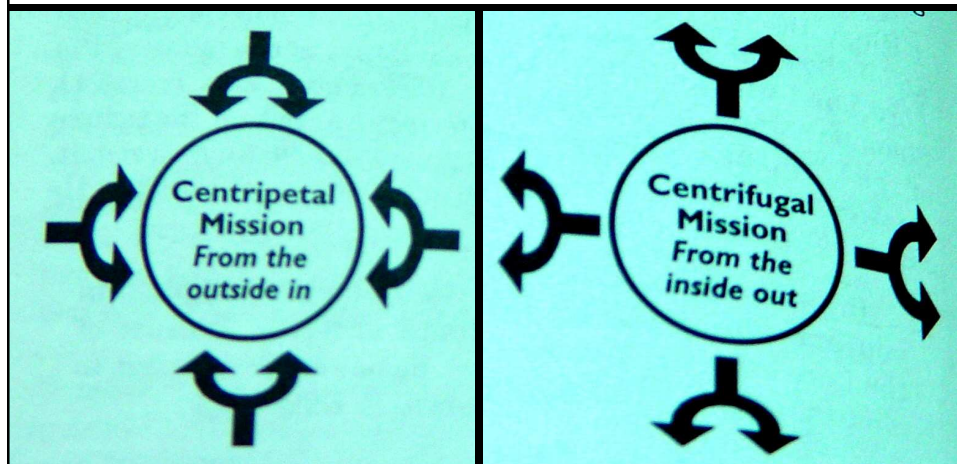 Centripetal
Mission
From the
outside in
Centrifugal
Mission
From the
inside out